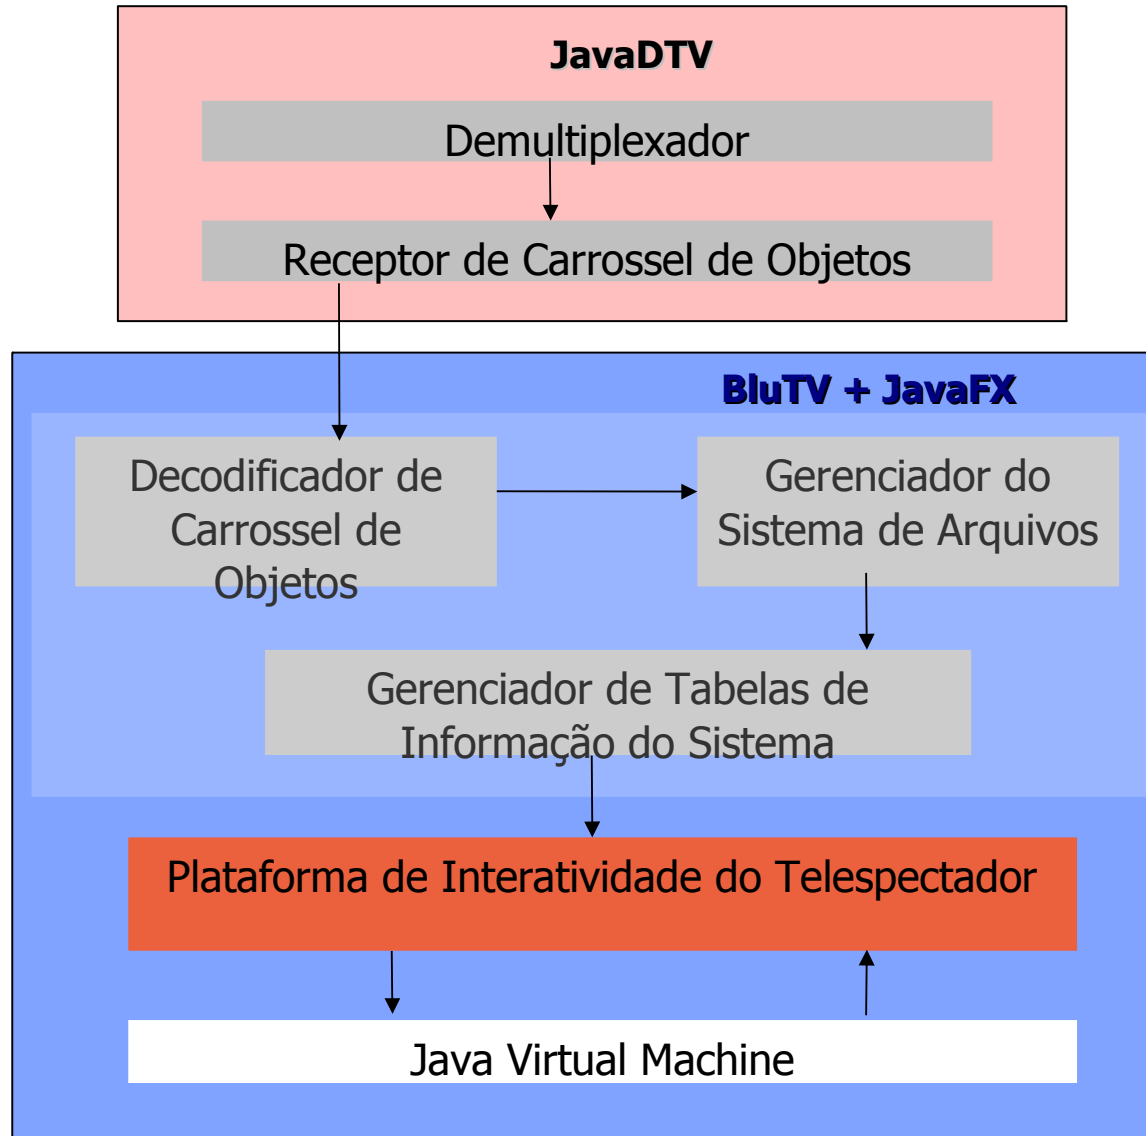 JavaDTV
Demultiplexador
Receptor de Carrossel de Objetos
BluTV + JavaFX
Decodificador de
Carrossel de
Objetos
Gerenciador do
Sistema de Arquivos
Gerenciador de Tabelas de
Informação do Sistema
Plataforma de Interatividade do Telespectador
Java Virtual Machine